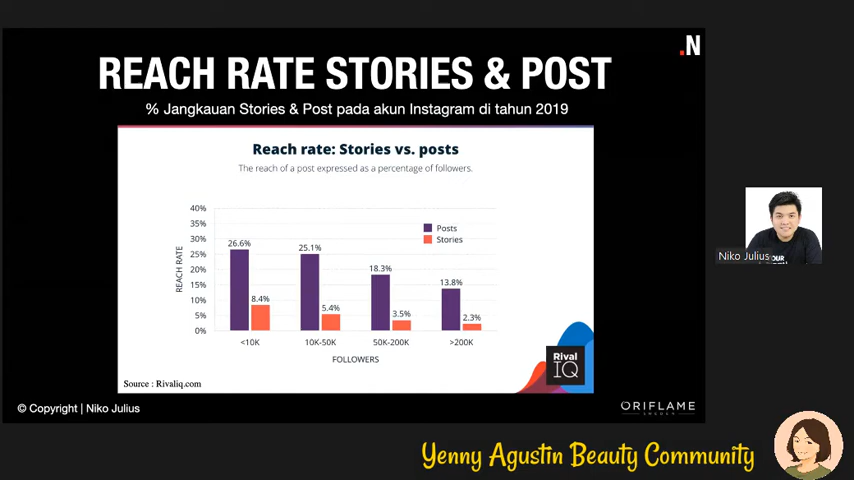 .N
REACH RATE STORIES & POST
% Jangkauan Stories & Post pada akun Instagram di tahun 2019
Reach rate: Stories vs. posts
The reach of a post expressed as a percentage of followers.
REACH RATE
40%
35%
30%
25%
20%
15%
10%
5%
0%
Posts
Stories
26.6%
8.4%
25.1%
5.4%
18.3%
3.5%
13.8%
2.3%
<10K
10K-50K
50K-200K
>200K
FOLLOWERS
Rival
IQ
Source : Rivaliq.com
© Copyright | Niko Julius
ORIFLAME
SWEDEN
Niko Julius
Yenny Agustin Beauty Community